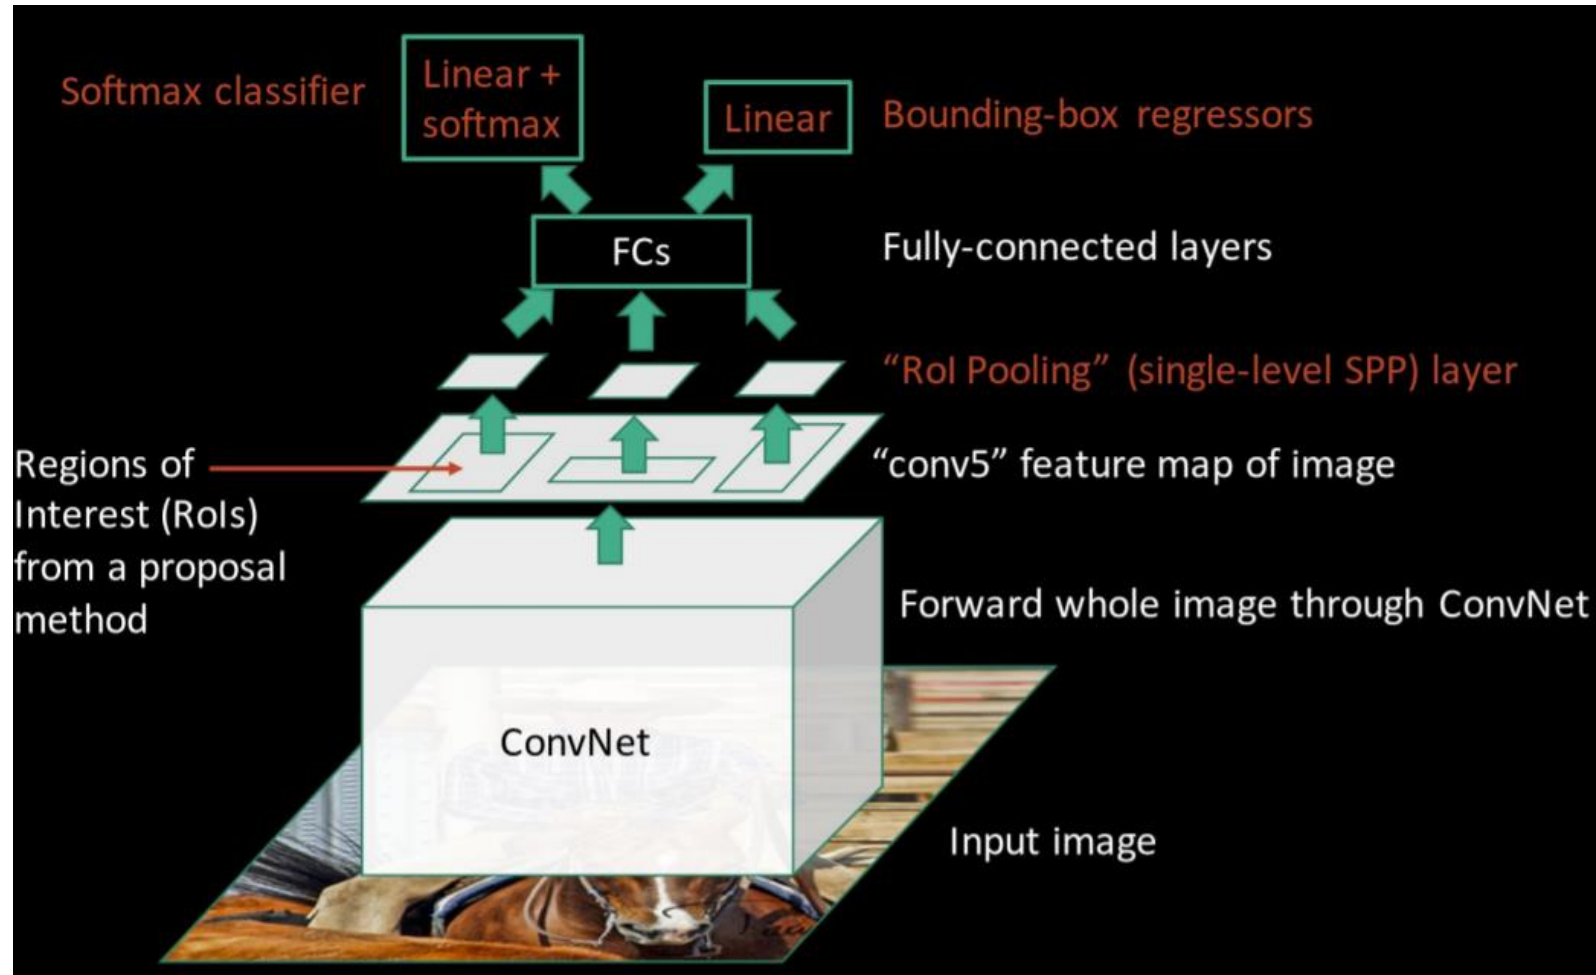 Softmax classifier
Linear +
softmax
Linear
Bounding-box regressors
FCs
Fully-connected layers
“RoI Pooling” (single-level SPP) layer
Regions of
Interest (RoIs)
from a proposal
method
“conv5” feature map of image
Forward whole image through ConvNet
ConvNet
Input image